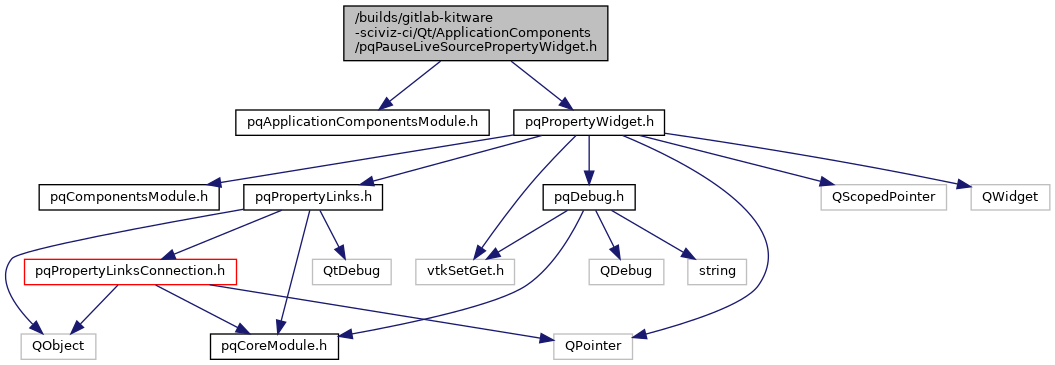 /builds/gitlab-kitware
-sciviz-ci/Qt/ApplicationComponents
/pqPauseLiveSourcePropertyWidget.h
pqApplicationComponentsModule.h
pqPropertyWidget.h
pqComponentsModule.h
pqPropertyLinks.h
pqDebug.h
QScopedPointer
QWidget
pqPropertyLinksConnection.h
QtDebug
vtkSetGet.h
QDebug
string
QObject
pqCoreModule.h
QPointer